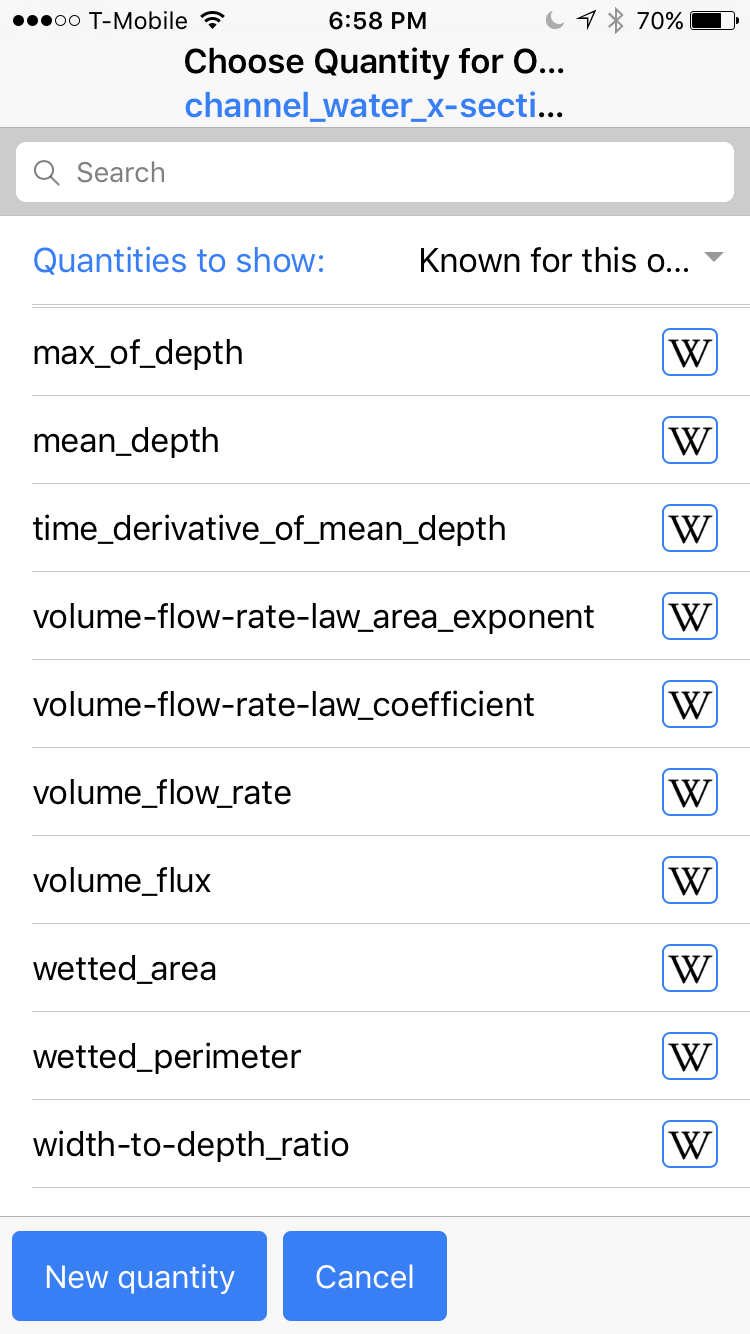 T-Mobile 6:58 PM 70%
Choose Quantity for O...
channel_water_x-secti...
Search
Quantities to show: Known for this o...
max_of_depth W
mean_depth W
time_derivative_of_mean_depth W
volume-flow-rate-law_area_exponent W
volume-flow-rate-law_coefficient W
volume_flow_rate W
volume_flux W
wetted_area W
wetted_perimeter W
width-to-depth_ratio W
New quantity Cancel